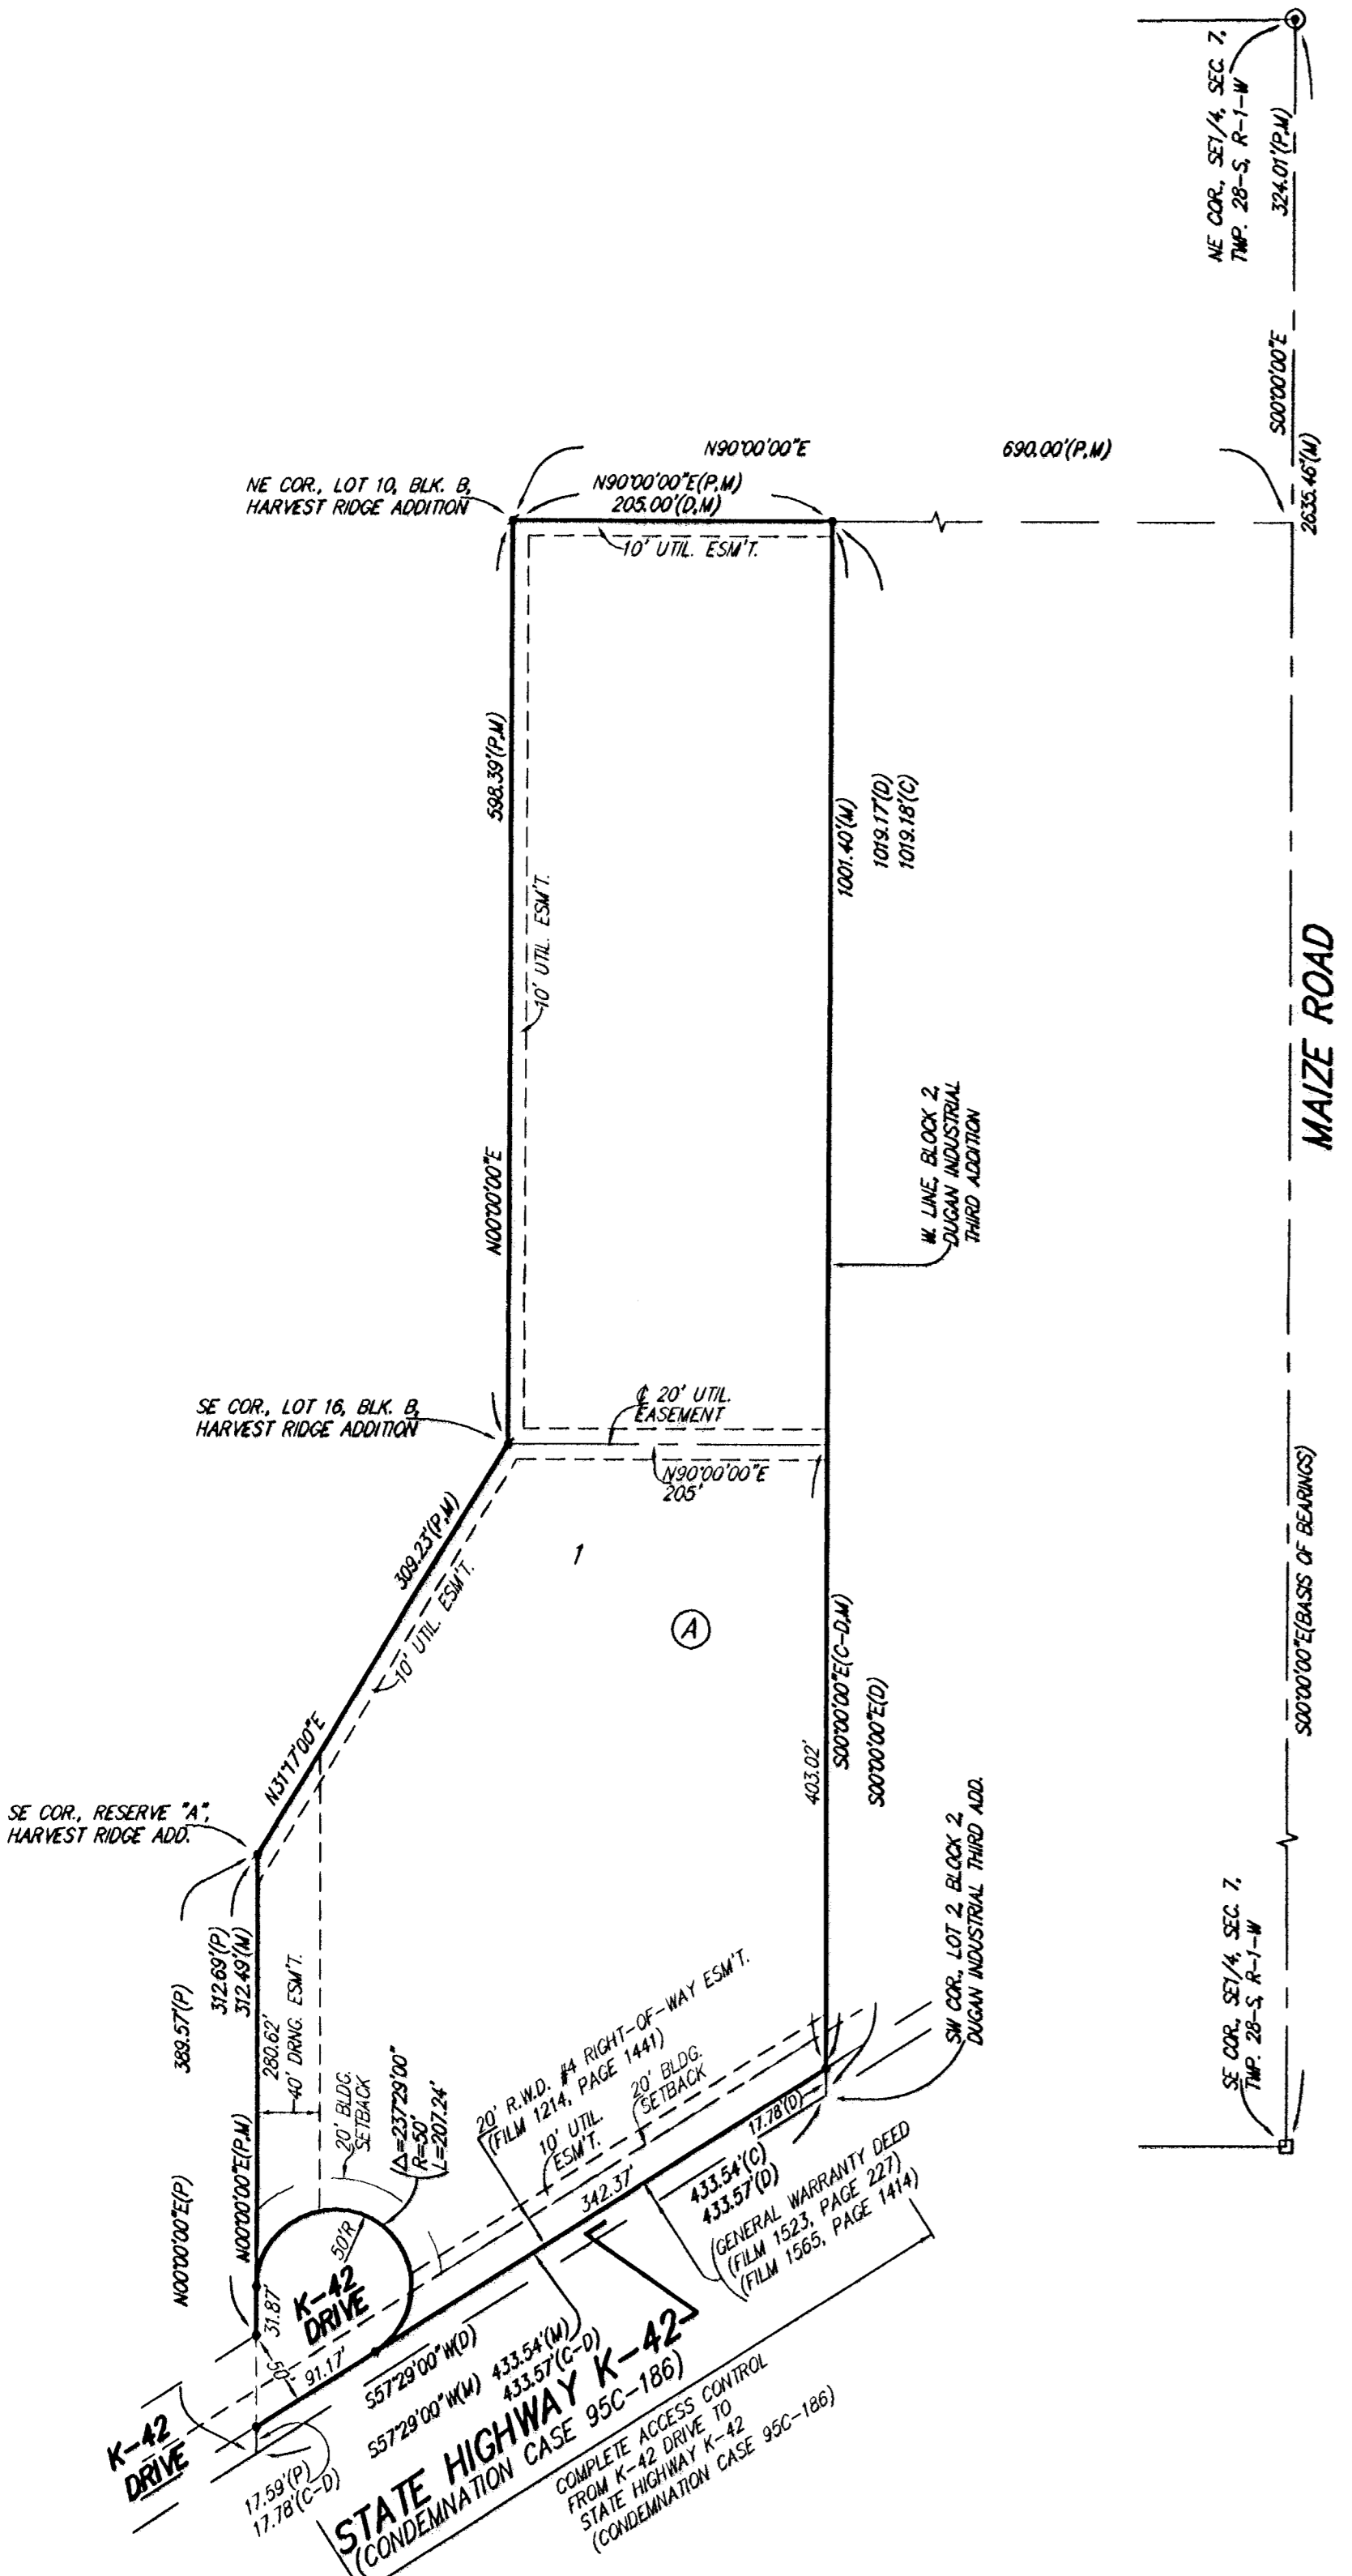 NE COR., SE1/4, SEC. 7,
TWP. 28-S, R-1-W
324.01'(P,M)
S00°00'00"E
2635.46'(M)
N90°00'00"E
690.00'(P,M)
NE COR., LOT 10, BLK. B,
HARVEST RIDGE ADDITION
N90°00'00"E(P,M)
205.00'(D,M)
10' UTIL. ESM'T.
598.39'(P,M)
1001.40'(M)
1019.17'(D)
1019.18'(C)
10' UTIL. ESM'T.
MAIZE ROAD
W. LINE, BLOCK 2,
DUGAN INDUSTRIAL
THIRD ADDITION
N00°00'00"E
SE COR., LOT 16, BLK. B,
HARVEST RIDGE ADDITION
℄ 20' UTIL.
EASEMENT
N90°00'00"E
205'
309.23'(P,M)
10' UTIL. ESM'T.
1
A
S00°00'00"E(BASIS OF BEARINGS)
S00°00'00"E(C-D,M)
S00°00'00"E(D)
403.02'
N31°17'00"E
SE COR., RESERVE "A",
HARVEST RIDGE ADD.
SW COR., LOT 2, BLOCK 2,
DUGAN INDUSTRIAL THIRD ADD.
SE COR., SE1/4, SEC. 7,
TWP. 28-S, R-1-W
389.57'(P)
312.69'(P)
312.49'(M)
280.62'
40' DRNG. ESM'T.
20' BLDG.
SETBACK
Δ=237°29'00"
R=50'
L=207.24'
20' R.W.D. #4 RIGHT-OF-WAY ESM'T.
(FILM 1214, PAGE 1441)
10' UTIL.
ESM'T.
20' BLDG.
SETBACK
N00°00'00"E(P)
N00°00'00"E(P,M)
342.37'
17.78'(D)
433.54'(C)
433.57'(D)
(GENERAL WARRANTY DEED
(FILM 1523, PAGE 227)
(FILM 1565, PAGE 1414)
50'R
K-42
DRIVE
31.87'
50'
91.17'
S57°29'00"W(D)
S57°29'00"W(M)
433.54'(M)
433.57'(C-D)
STATE HIGHWAY K-42
(CONDEMNATION CASE 95C-186)
COMPLETE ACCESS CONTROL
FROM K-42 DRIVE TO
STATE HIGHWAY K-42
(CONDEMNATION CASE 95C-186)
K-42
DRIVE
17.59'(P)
17.78'(C-D)